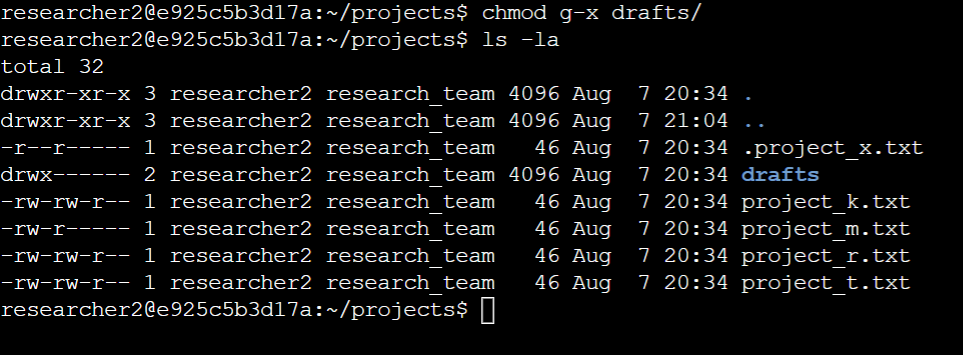 researcher2@e925c5b3d17a:~/projects$ chmod g-x drafts/
researcher2@e925c5b3d17a:~/projects$ ls -la
total 32
drwxr-xr-x 3 researcher2 research_team 4096 Aug  7 20:34 .
drwxr-xr-x 3 researcher2 research_team 4096 Aug  7 21:04 ..
-r--r----- 1 researcher2 research_team   46 Aug  7 20:34 .project_x.txt
drwx------ 2 researcher2 research_team 4096 Aug  7 20:34 drafts
-rw-rw-r-- 1 researcher2 research_team   46 Aug  7 20:34 project_k.txt
-rw-r----- 1 researcher2 research_team   46 Aug  7 20:34 project_m.txt
-rw-rw-r-- 1 researcher2 research_team   46 Aug  7 20:34 project_r.txt
-rw-rw-r-- 1 researcher2 research_team   46 Aug  7 20:34 project_t.txt
researcher2@e925c5b3d17a:~/projects$